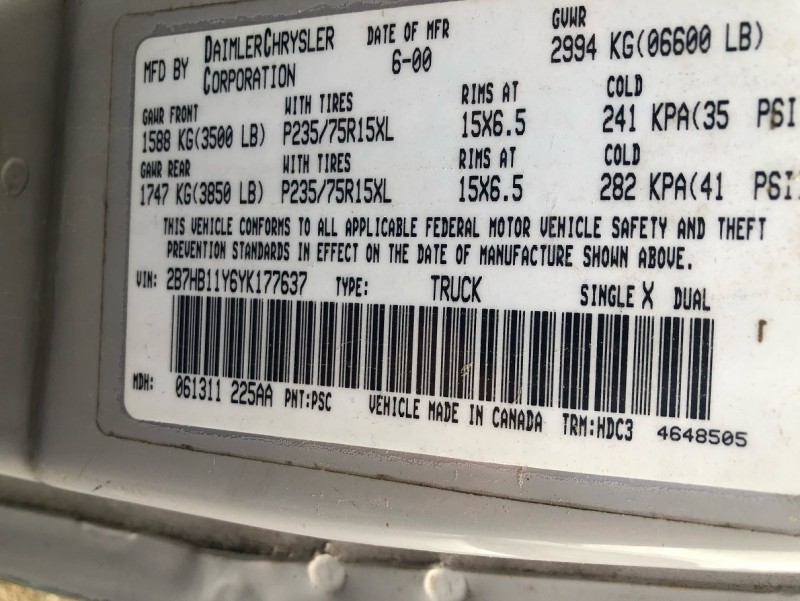 MFD BY DAIMLERCHRYSLER CORPORATION
DATE OF MFR 6-00
GVWR 2994 KG(06600 LB)
GAWR FRONT WITH TIRES RIMS AT COLD
1588 KG(3500 LB) P235/75R15XL 15X6.5 241 KPA(35 PSI
GAWR REAR WITH TIRES RIMS AT COLD
1747 KG(3850 LB) P235/75R15XL 15X6.5 282 KPA(41 PSI
THIS VEHICLE CONFORMS TO ALL APPLICABLE FEDERAL MOTOR VEHICLE SAFETY AND THEFT
PREVENTION STANDARDS IN EFFECT ON THE DATE OF MANUFACTURE SHOWN ABOVE.
VIN: 2B7HB11Y6YK177637 TYPE: TRUCK SINGLE X DUAL
MDH: 061311 225AA PNT:PSC VEHICLE MADE IN CANADA TRM:HDC3 4648505